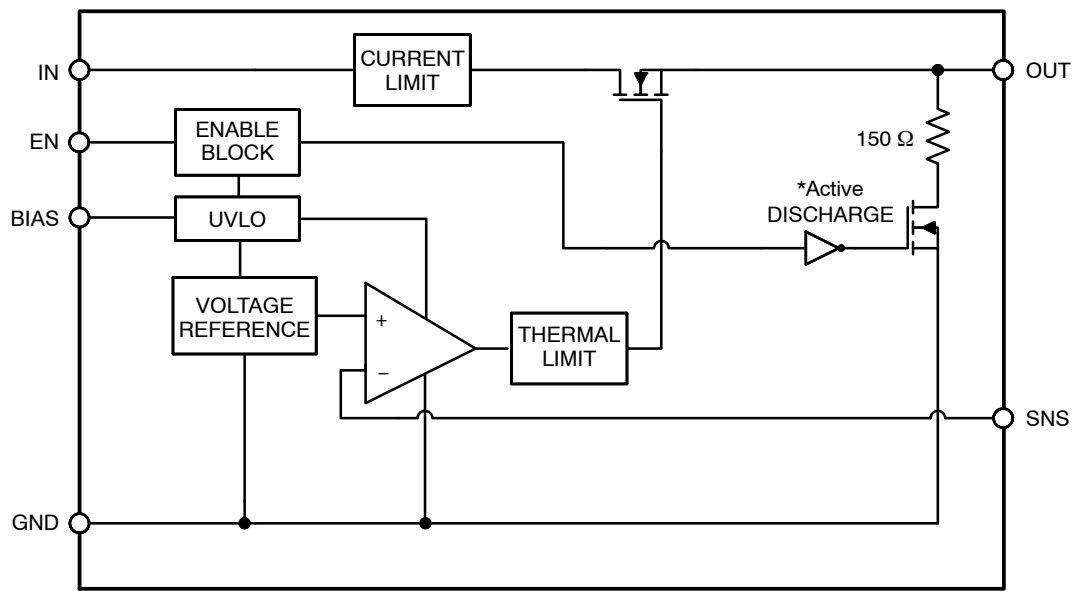 IN
CURRENT
LIMIT
OUT
EN
ENABLE
BLOCK
150 Ω
BIAS
UVLO
*Active
DISCHARGE
VOLTAGE
REFERENCE
+
−
THERMAL
LIMIT
SNS
GND